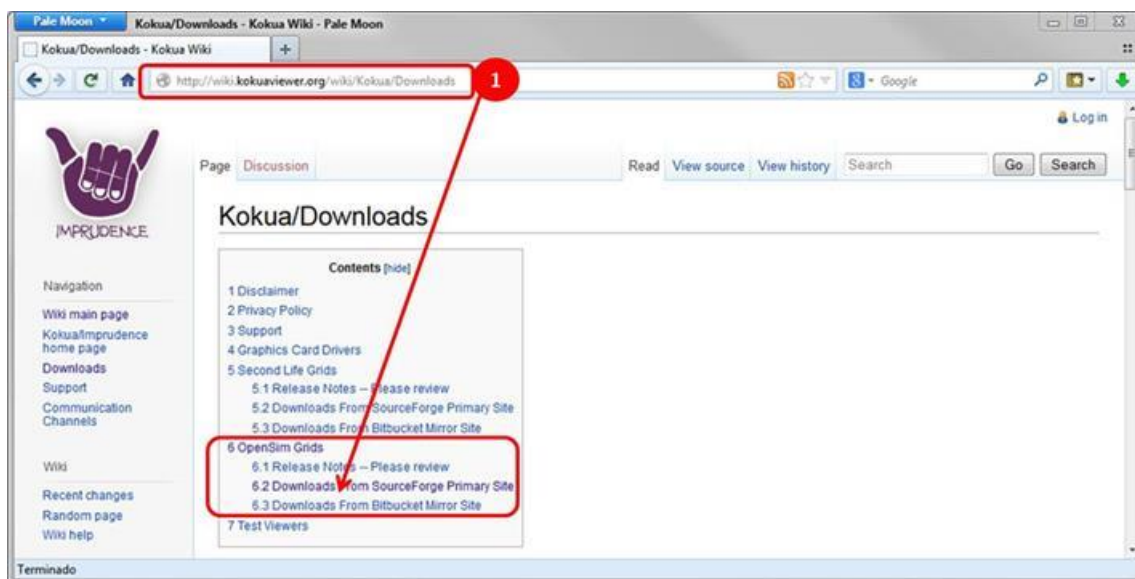 Pale Moon
Kokua/Downloads - Kokua Wiki - Pale Moon
Kokua/Downloads - Kokua Wiki
http://wiki.kokuaviewer.org/wiki/Kokua/Downloads
1
Google
Log in
Page Discussion
Read View source View history Search Go Search
IMPRUDENCE
Kokua/Downloads
Contents [hide]
1 Disclaimer
2 Privacy Policy
3 Support
4 Graphics Card Drivers
5 Second Life Grids
5.1 Release Notes -- Please review
5.2 Downloads From SourceForge Primary Site
5.3 Downloads From Bitbucket Mirror Site
6 OpenSim Grids
6.1 Release Notes -- Please review
6.2 Downloads From SourceForge Primary Site
6.3 Downloads From Bitbucket Mirror Site
7 Test Viewers
Navigation
Wiki main page
Kokua/Imprudence
home page
Downloads
Support
Communication
Channels
Wiki
Recent changes
Random page
Wiki help
Terminado